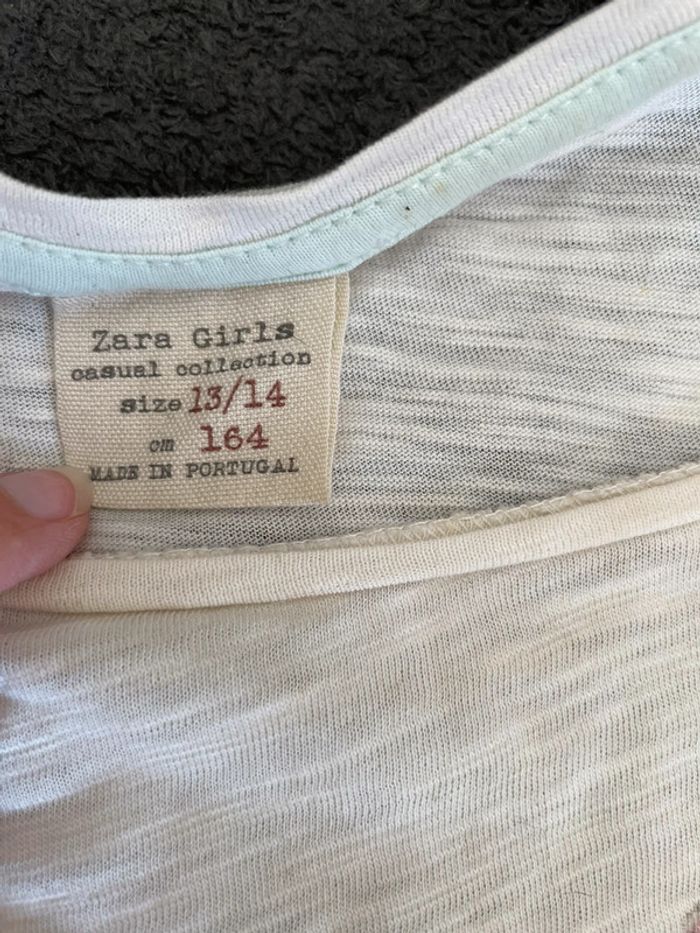 Zara Girls
casual collection
size 13/14
cm 164
MADE IN PORTUGAL